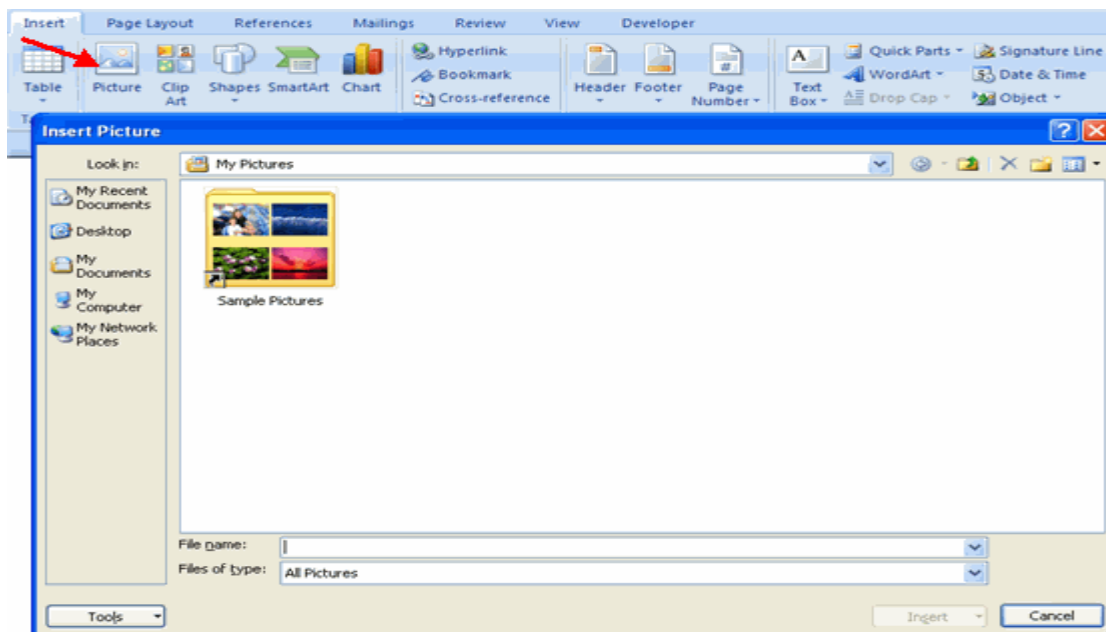 Insert Page Layout References Mailings Review View Developer
Hyperlink Quick Parts Signature Line
Bookmark WordArt Date & Time
Table Picture Clip Art Shapes SmartArt Chart Cross-reference Header Footer Page Number Text Box Drop Cap Object
Insert Picture
Look in: My Pictures
My Recent
Documents
Desktop
My
Documents
My
Computer
My Network
Places
Sample Pictures
File name:
Files of type: All Pictures
Tools Insert Cancel